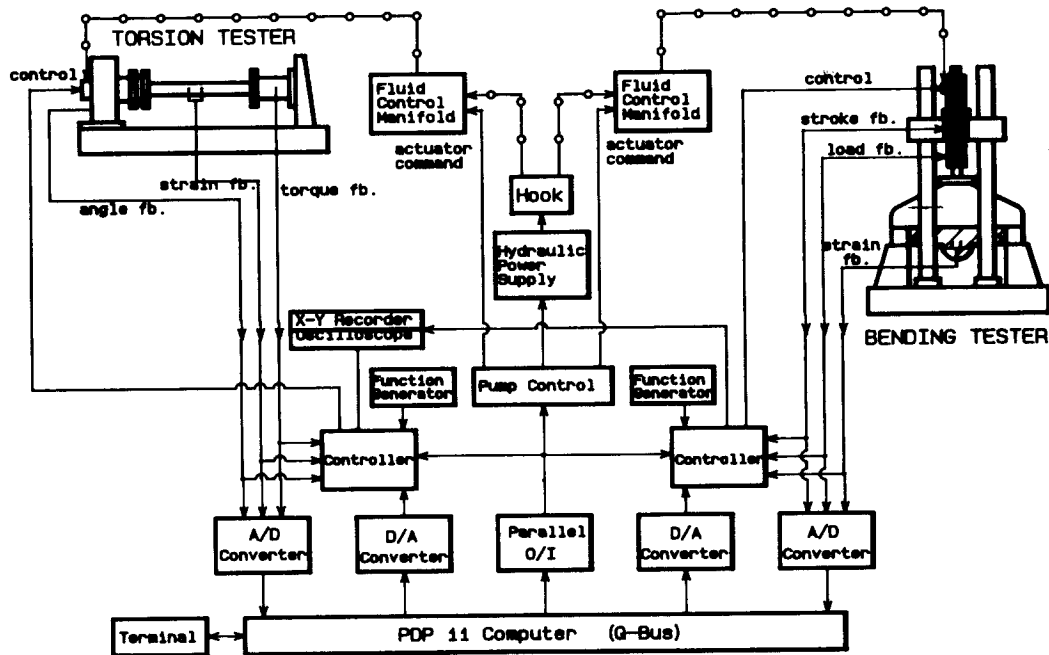 TORSION TESTER
control
Fluid
Control
Manifold
actuator
command
Fluid
Control
Manifold
actuator
command
control
stroke fb.
load fb.
strain
fb.
BENDING TESTER
strain fb.
torque fb.
angle fb.
Hook
Hydraulic
Power
Supply
X-Y Recorder
Oscilloscope
Function
Generator
Pump Control
Function
Generator
Controller
Controller
A/D
Converter
D/A
Converter
Parallel
O/I
D/A
Converter
A/D
Converter
Terminal
PDP 11 Computer (Q-Bus)